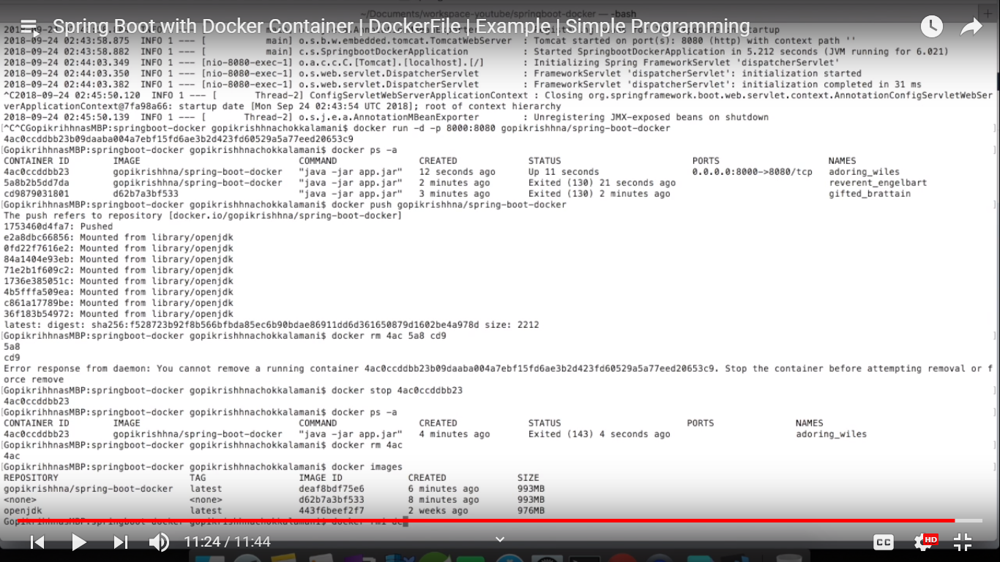 ~/Documents/workspace-youtube/springboot-docker — -bash
Spring Boot with Docker Container | DockerFile | Example | Simple Programming
startup
2018-09-24 02:43:58.875  INFO 1 --- [           main] o.s.b.w.embedded.tomcat.TomcatWebServer  : Tomcat started on port(s): 8080 (http) with context path ''
2018-09-24 02:43:58.882  INFO 1 --- [           main] c.s.SpringbootDockerApplication          : Started SpringbootDockerApplication in 5.212 seconds (JVM running for 6.021)
2018-09-24 02:44:03.349  INFO 1 --- [nio-8080-exec-1] o.a.c.c.C.[Tomcat].[localhost].[/]       : Initializing Spring FrameworkServlet 'dispatcherServlet'
2018-09-24 02:44:03.350  INFO 1 --- [nio-8080-exec-1] o.s.web.servlet.DispatcherServlet        : FrameworkServlet 'dispatcherServlet': initialization started
2018-09-24 02:44:03.382  INFO 1 --- [nio-8080-exec-1] o.s.web.servlet.DispatcherServlet        : FrameworkServlet 'dispatcherServlet': initialization completed in 31 ms
^C2018-09-24 02:45:50.120  INFO 1 --- [       Thread-2] ConfigServletWebServerApplicationContext : Closing org.springframework.boot.web.servlet.context.AnnotationConfigServletWebSer
verApplicationContext@7fa98a66: startup date [Mon Sep 24 02:43:54 UTC 2018]; root of context hierarchy
2018-09-24 02:45:50.139  INFO 1 --- [       Thread-2] o.s.j.e.a.AnnotationMBeanExporter        : Unregistering JMX-exposed beans on shutdown
[^C^CGopikrihhnasMBP:springboot-docker gopikrishhnachokkalamani$ docker run -d -p 8000:8080 gopikrishhna/spring-boot-docker ]
4ac0ccddbb23b09daaba004a7ebf15fd6ae3b2d423fd60529a5a77eed20653c9
[GopikrihhnasMBP:springboot-docker gopikrishhnachokkalamani$ docker ps -a ]
CONTAINER ID        IMAGE                             COMMAND               CREATED             STATUS                        PORTS                    NAMES
4ac0ccddbb23        gopikrishhna/spring-boot-docker   "java -jar app.jar"   12 seconds ago      Up 11 seconds                 0.0.0.0:8000->8080/tcp   adoring_wiles
5a8b2b5dd7da        gopikrishhna/spring-boot-docker   "java -jar app.jar"   2 minutes ago       Exited (130) 21 seconds ago                            reverent_engelbart
cd9879031801        d62b7a3bf533                      "java -jar app.jar"   3 minutes ago       Exited (130) 2 minutes ago                             gifted_brattain
[GopikrihhnasMBP:springboot-docker gopikrishhnachokkalamani$ docker push gopikrishhna/spring-boot-docker ]
The push refers to repository [docker.io/gopikrishhna/spring-boot-docker]
1753460d4fa7: Pushed
e2a8dbc66856: Mounted from library/openjdk
0fd22f7616e2: Mounted from library/openjdk
84a1404e93eb: Mounted from library/openjdk
71e2b1f609c2: Mounted from library/openjdk
1736e385051c: Mounted from library/openjdk
4b5fffa509ea: Mounted from library/openjdk
c861a17789be: Mounted from library/openjdk
36f183b54972: Mounted from library/openjdk
latest: digest: sha256:f528723b92f8b566bfbda85ec6b90bdae86911dd6d361650879d1602be4a978d size: 2212
[GopikrihhnasMBP:springboot-docker gopikrishhnachokkalamani$ docker rm 4ac 5a8 cd9 ]
5a8
cd9
Error response from daemon: You cannot remove a running container 4ac0ccddbb23b09daaba004a7ebf15fd6ae3b2d423fd60529a5a77eed20653c9. Stop the container before attempting removal or f
orce remove
[GopikrihhnasMBP:springboot-docker gopikrishhnachokkalamani$ docker stop 4ac0ccddbb23 ]
4ac0ccddbb23
[GopikrihhnasMBP:springboot-docker gopikrishhnachokkalamani$ docker ps -a ]
CONTAINER ID        IMAGE                             COMMAND               CREATED             STATUS                       PORTS               NAMES
4ac0ccddbb23        gopikrishhna/spring-boot-docker   "java -jar app.jar"   4 minutes ago       Exited (143) 4 seconds ago                       adoring_wiles
[GopikrihhnasMBP:springboot-docker gopikrishhnachokkalamani$ docker rm 4ac ]
4ac
[GopikrihhnasMBP:springboot-docker gopikrishhnachokkalamani$ docker images ]
REPOSITORY                        TAG                 IMAGE ID            CREATED             SIZE
gopikrishhna/spring-boot-docker   latest              deaf8bdf75e6        6 minutes ago       993MB
<none>                            <none>              d62b7a3bf533        8 minutes ago       993MB
openjdk                           latest              443f6beef2f7        2 weeks ago         976MB
GopikrihhnasMBP:springboot-docker gopikrishhnachokkalamani$ docker rmi de
11:24 / 11:44
CC
HD